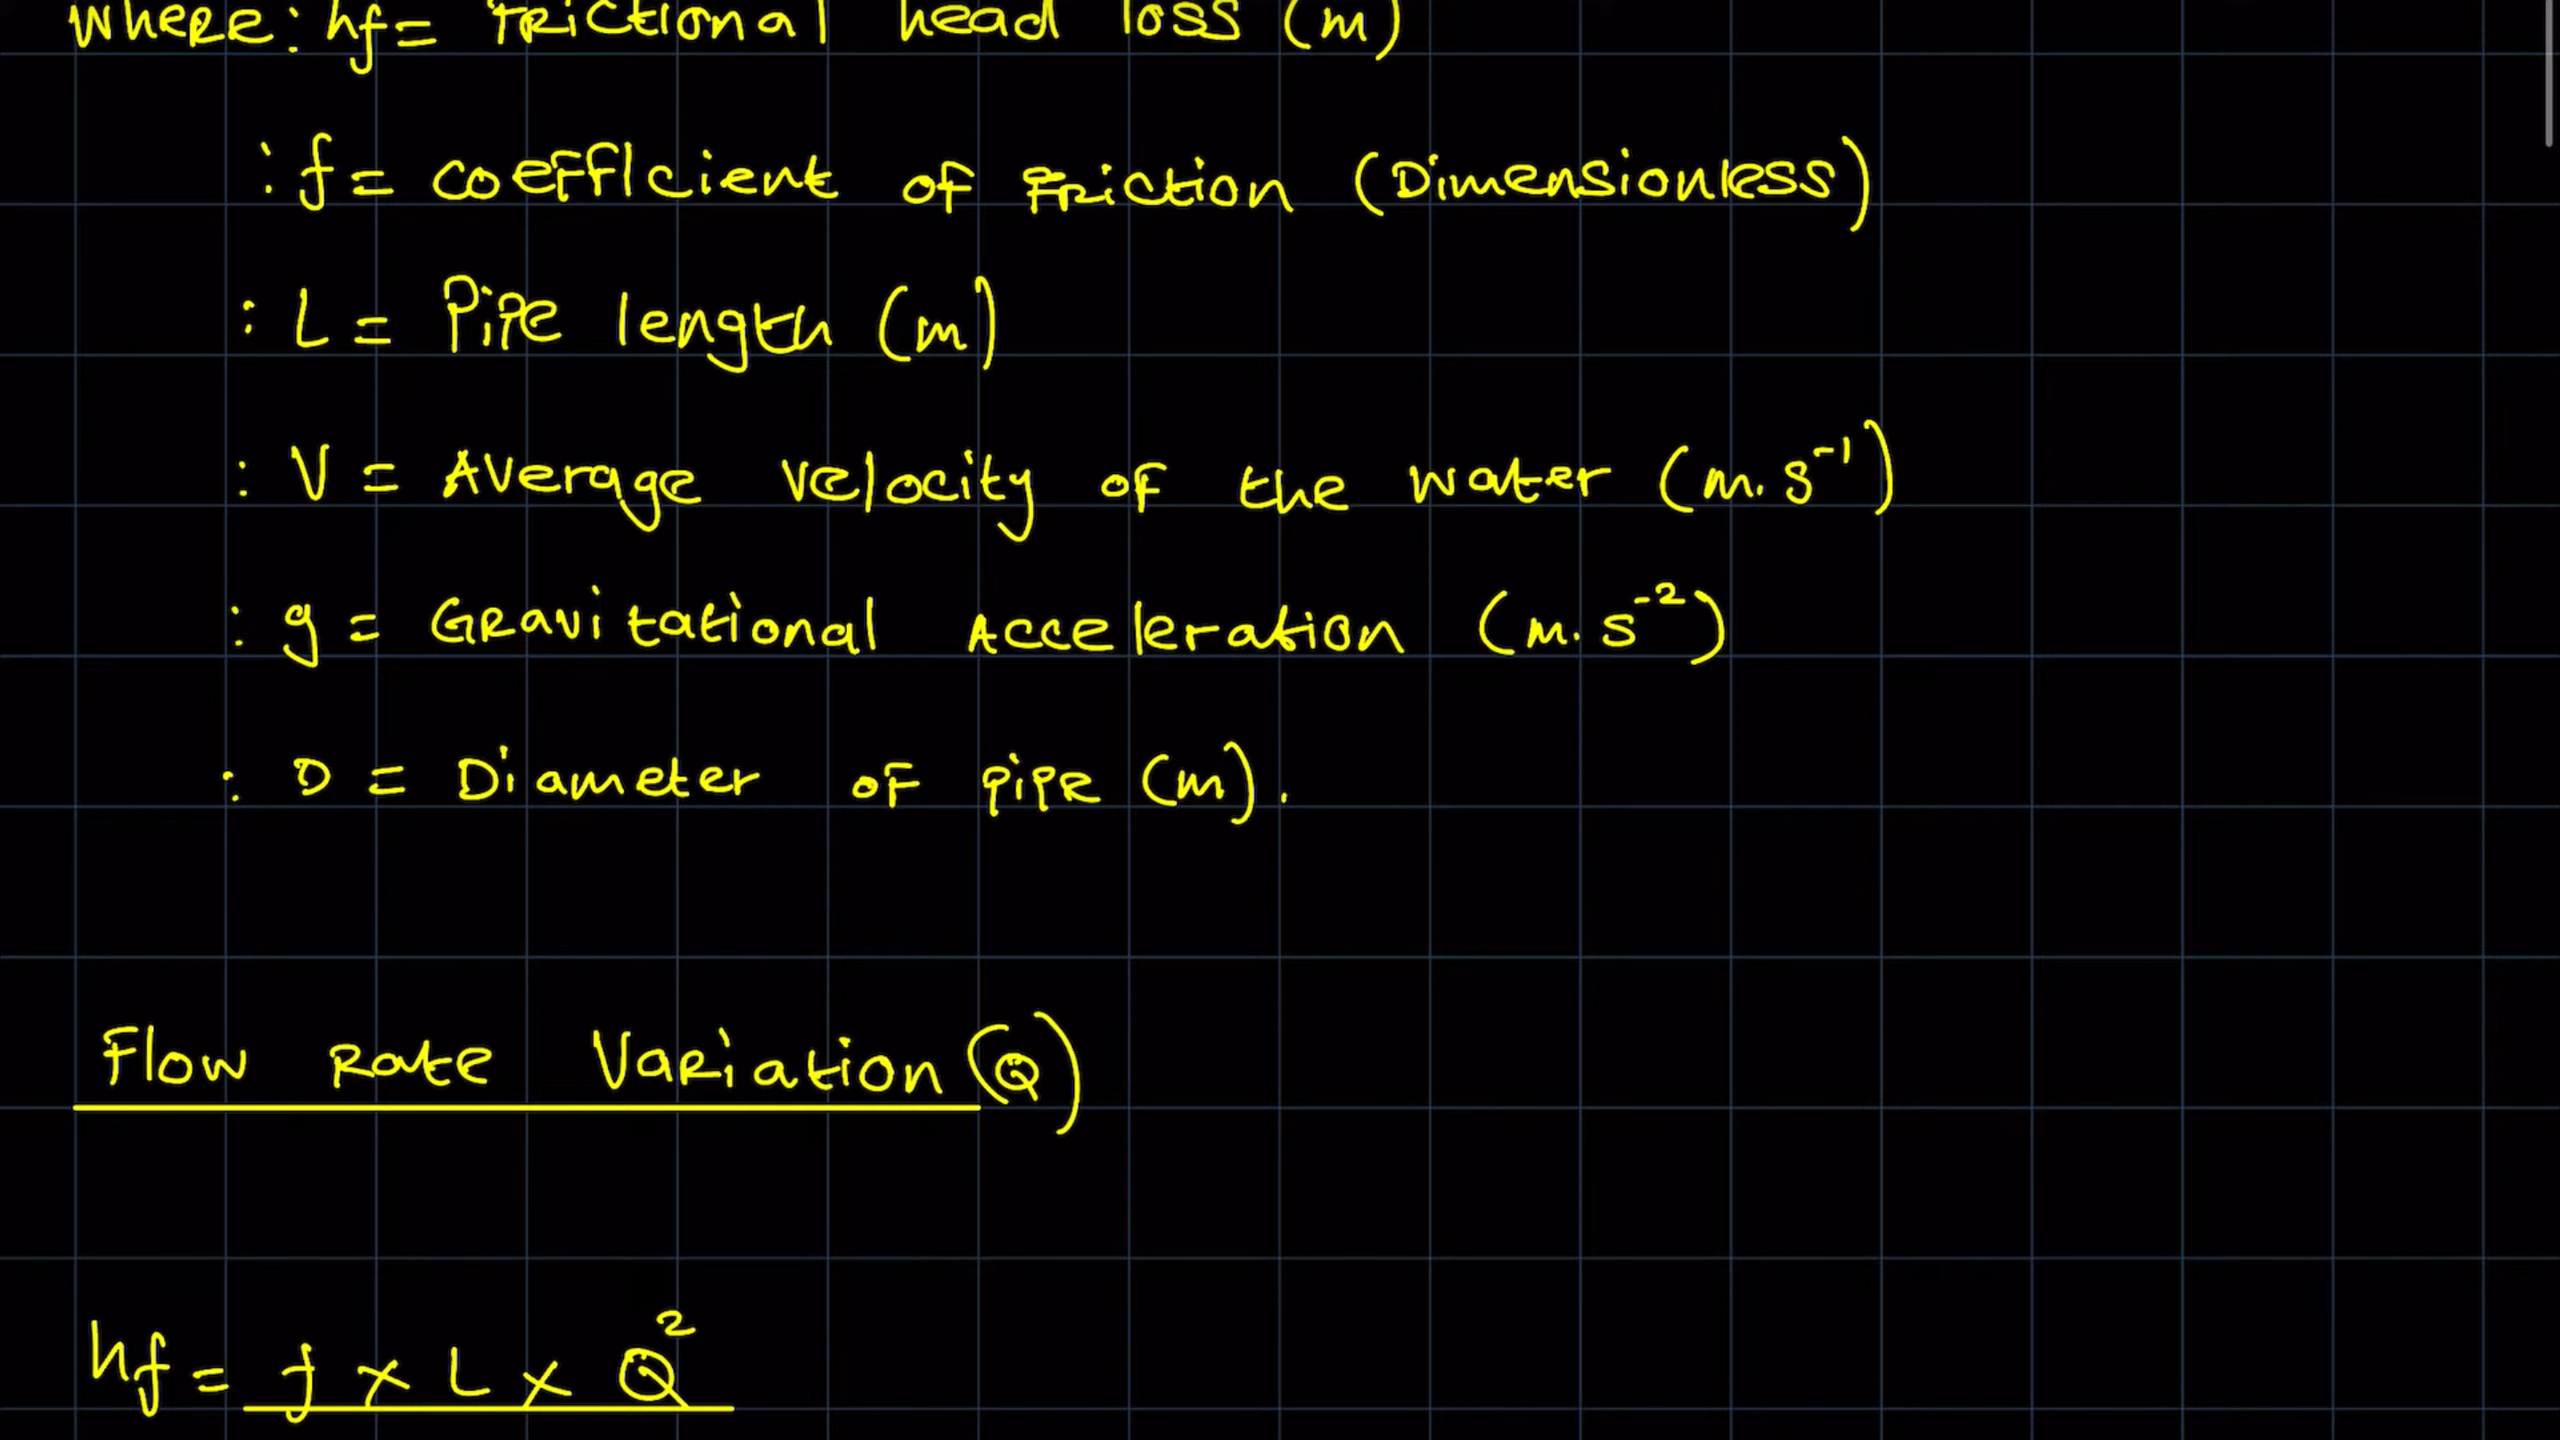 Where: hf = Frictional head loss (m)
: f = coefficient of Friction (Dimensionless)
: L = Pipe length (m)
: V = Average velocity of the water (m.s⁻¹)
: g = Gravitational Acceleration (m.s⁻²)
: D = Diameter of pipe (m).
Flow Rate Variation (Q)
hf = f × L × Q²